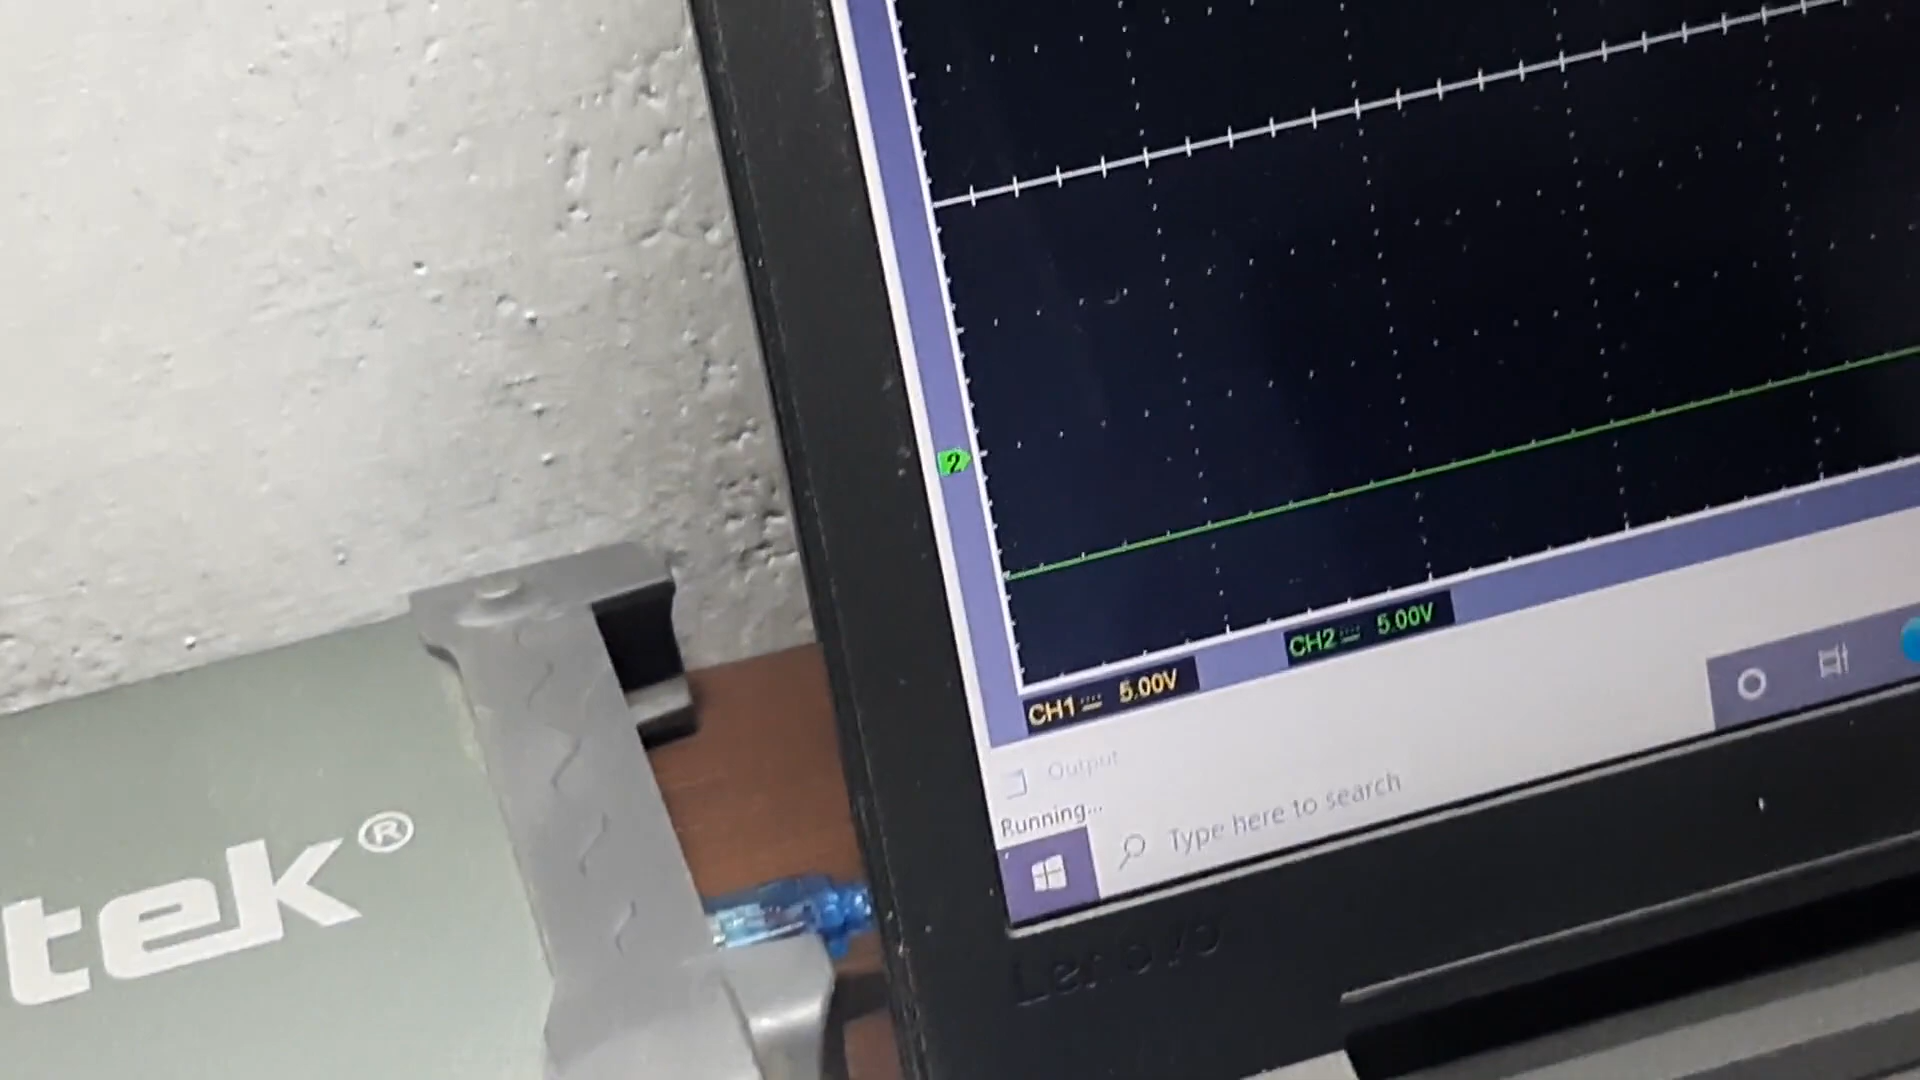 2
CH2 5.00V
CH1 5.00V
Output
Running...
Type here to search
tek®
Lenovo